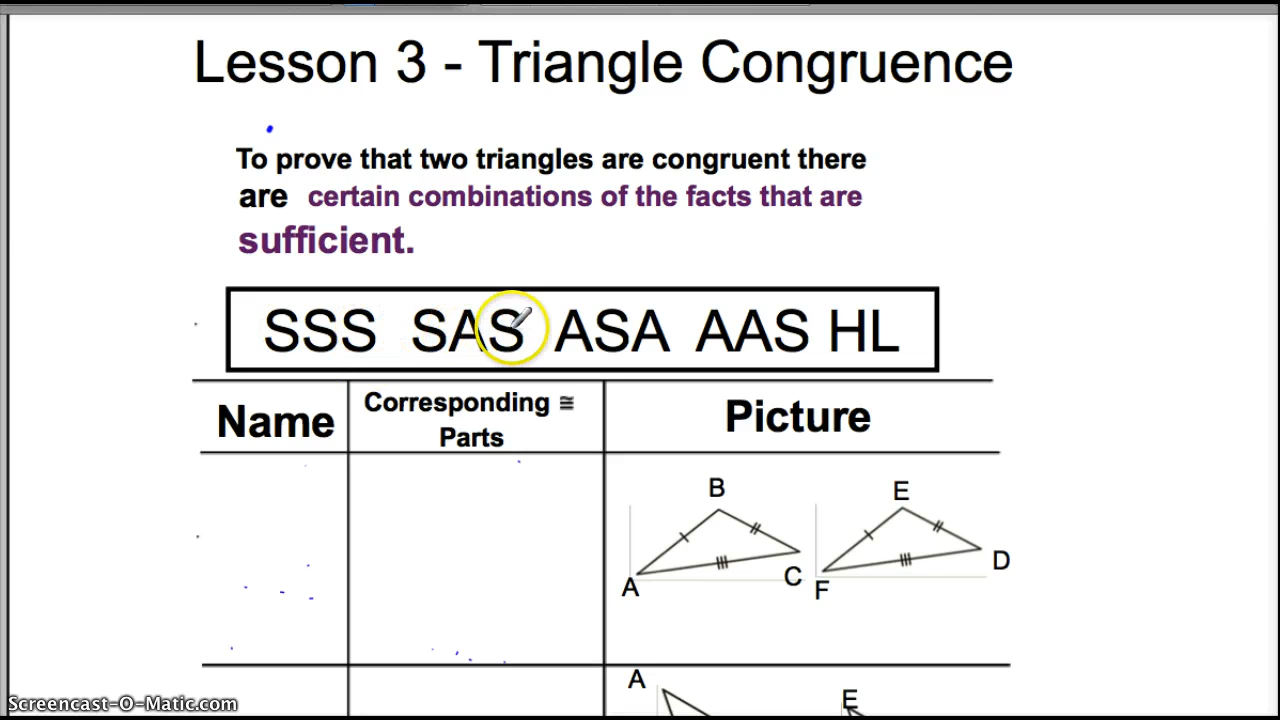 Lesson 3 - Triangle Congruence
To prove that two triangles are congruent there
are certain combinations of the facts that are
sufficient.
SSS SAS ASA AAS HL
Name
Corresponding ≅
Parts
Picture
B
A
C
E
F
D
A
E
Screencast-O-Matic.com